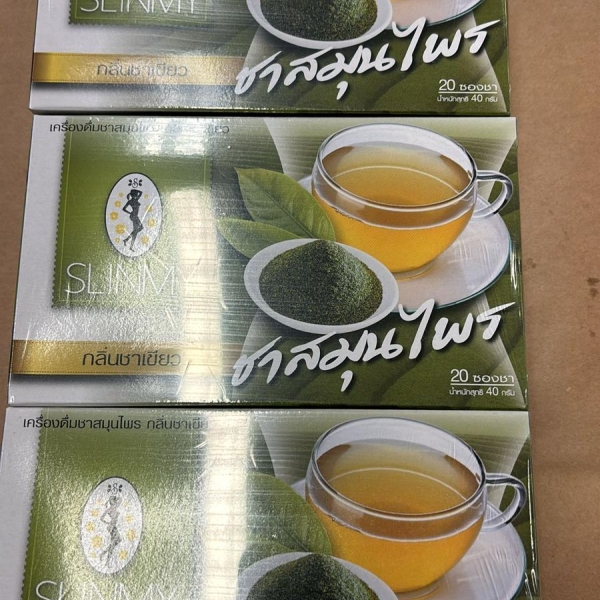 SLINMY
กลิ่นชาเขียว
ชาสมุนไพร
20 ซองชา
น้ำหนักสุทธิ 40 กรัม
เครื่องดื่มชาสมุนไพร
SLINMY
กลิ่นชาเขียว
ชาสมุนไพร
20 ซองชา
น้ำหนักสุทธิ 40 กรัม
เครื่องดื่มชาสมุนไพร กลิ่นชาเขีย
SLINMY